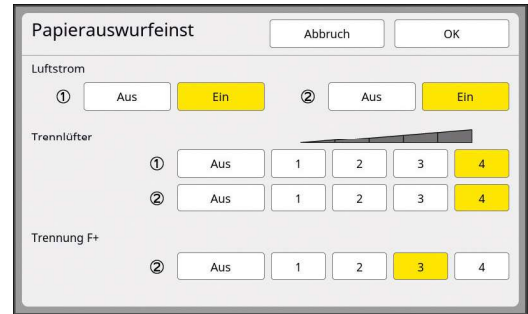 Papierauswurfeinst Abbruch OK
Luftstrom
① Aus Ein ② Aus Ein
Trennlüfter
① Aus 1 2 3 4
② Aus 1 2 3 4
Trennung F+
② Aus 1 2 3 4